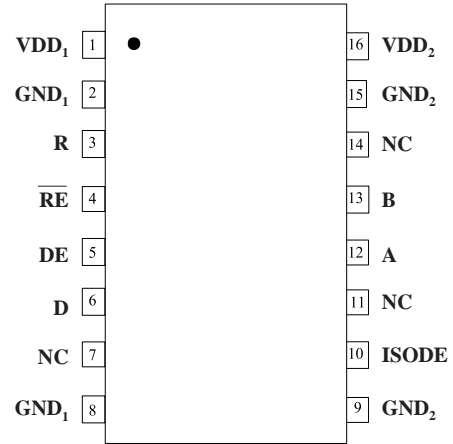 VDD₁ 1 16 VDD₂
GND₁ 2 15 GND₂
R 3 14 NC
R̅E̅ 4 13 B
DE 5 12 A
D 6 11 NC
NC 7 10 ISODE
GND₁ 8 9 GND₂